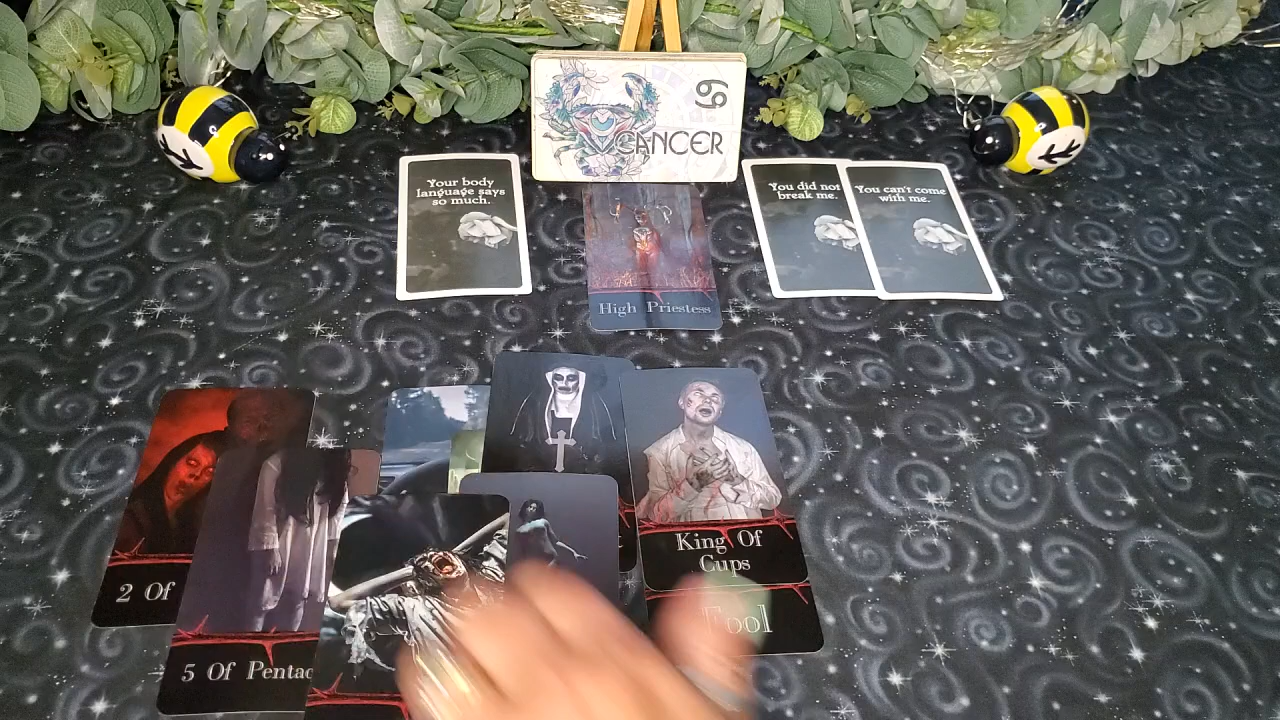 CANCER
Your body
language says
so much.
You did not
break me.
You can't come
with me.
High Priestess
King Of
Cups
Fool
2 Of
5 Of Pentac